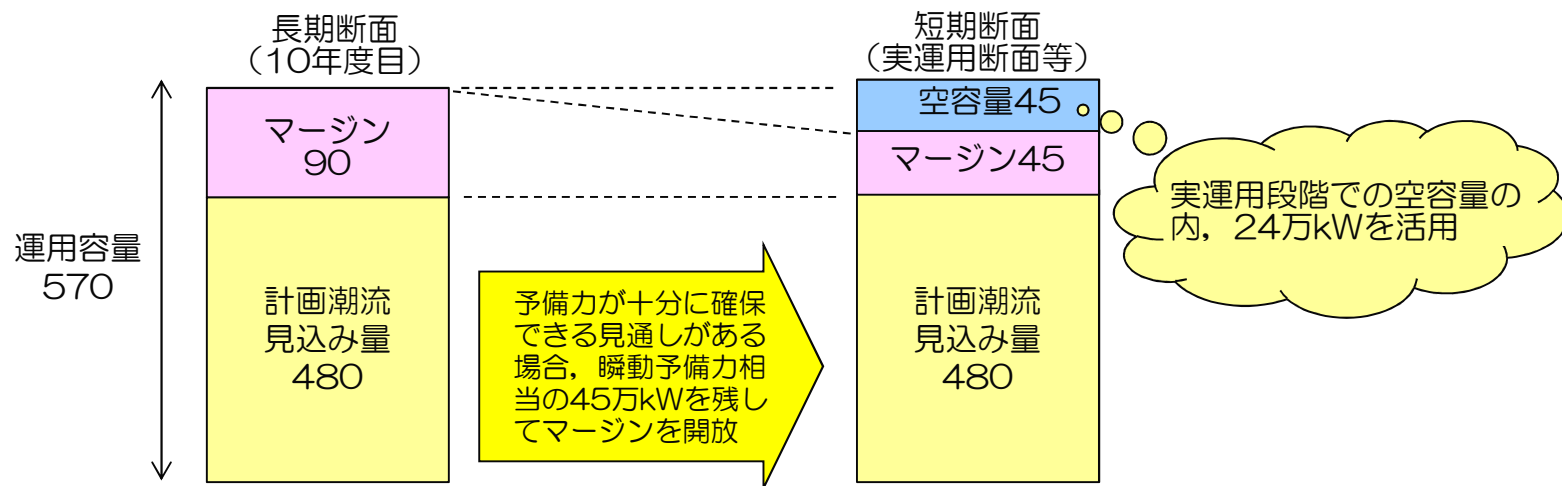 長期断面
（10年度目）
マージン
90
運用容量
570
計画潮流
見込み量
480
予備力が十分に確保
できる見通しがある
場合，瞬動予備力相
当の45万kWを残し
てマージンを開放
短期断面
（実運用断面等）
空容量45
マージン45
計画潮流
見込み量
480
実運用段階での空容量の
内，24万kWを活用